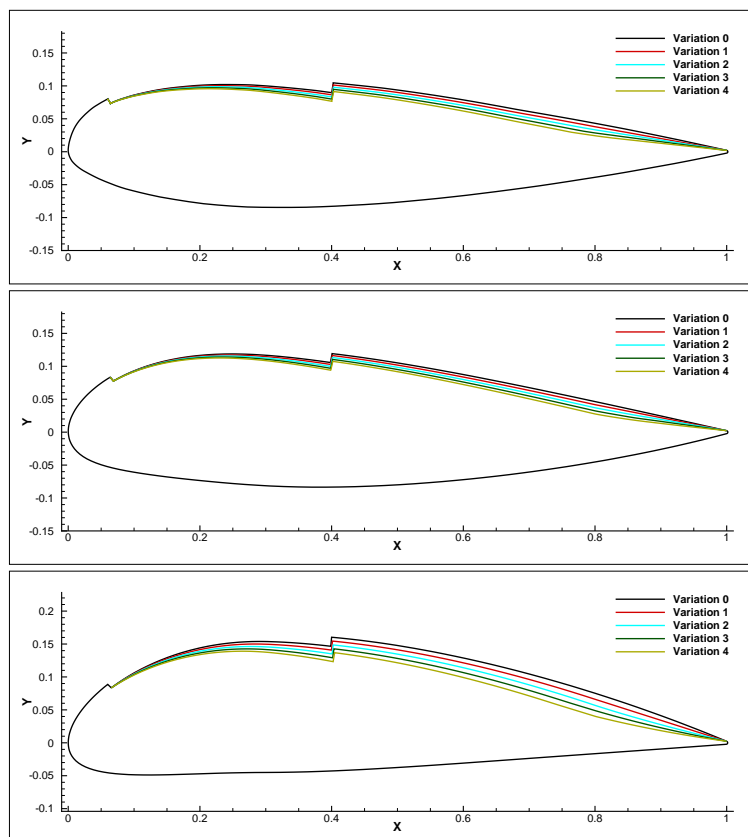 0.15
0.1
0.05
0
-0.05
-0.1
-0.15
Y
0
0.2
0.4
0.6
0.8
1
X
Variation 0
Variation 1
Variation 2
Variation 3
Variation 4
0.15
0.1
0.05
0
-0.05
-0.1
-0.15
Y
0
0.2
0.4
0.6
0.8
1
X
Variation 0
Variation 1
Variation 2
Variation 3
Variation 4
0.2
0.15
0.1
0.05
0
-0.05
-0.1
Y
0
0.2
0.4
0.6
0.8
1
X
Variation 0
Variation 1
Variation 2
Variation 3
Variation 4